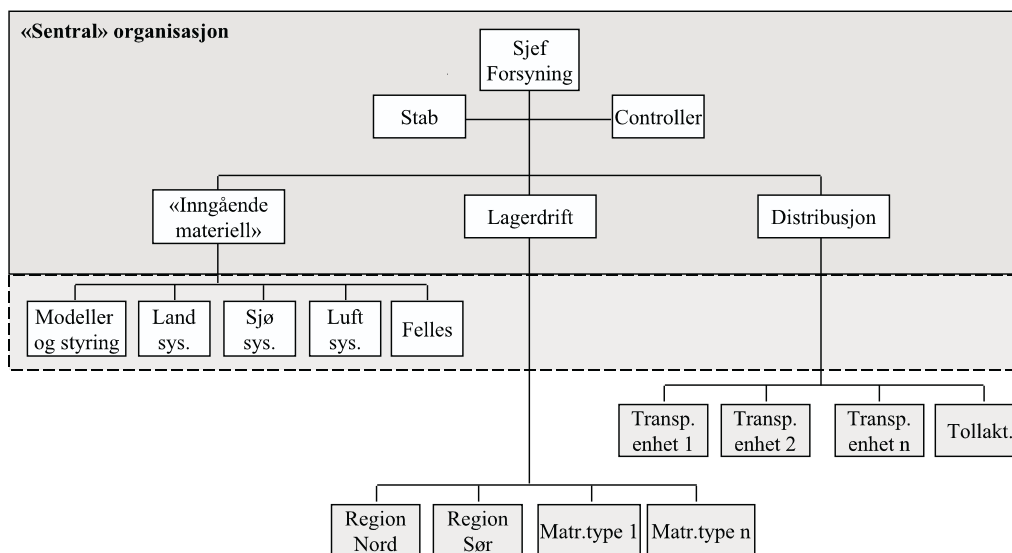 «Sentral» organisasjon
Sjef
Forsyning
Stab
Controller
«Inngående
materiell»
Lagerdrift
Distribusjon
Modeller
og styring
Land
sys.
Sjø
sys.
Luft
sys.
Felles
Transp.
enhet 1
Transp.
enhet 2
Transp.
enhet n
Tollakt.
Region
Nord
Region
Sør
Matr.type 1
Matr.type n